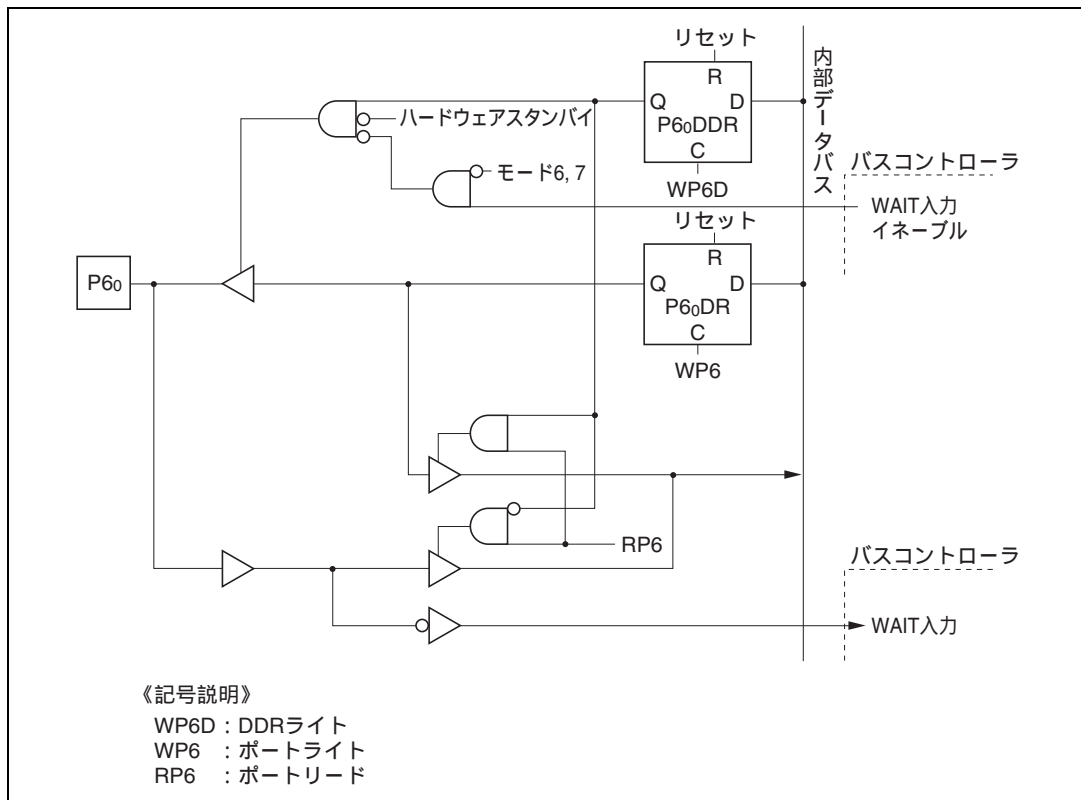 リセット
R
Q
D
P6₀DDR
C
WP6D
内部データバス
ハードウェアスタンバイ
モード6, 7
バスコントローラ
WAIT入力
イネーブル
リセット
R
Q
D
P6₀DR
C
WP6
P6₀
RP6
バスコントローラ
WAIT入力
《記号説明》
WP6D : DDRライト
WP6 : ポートライト
RP6 : ポートリード